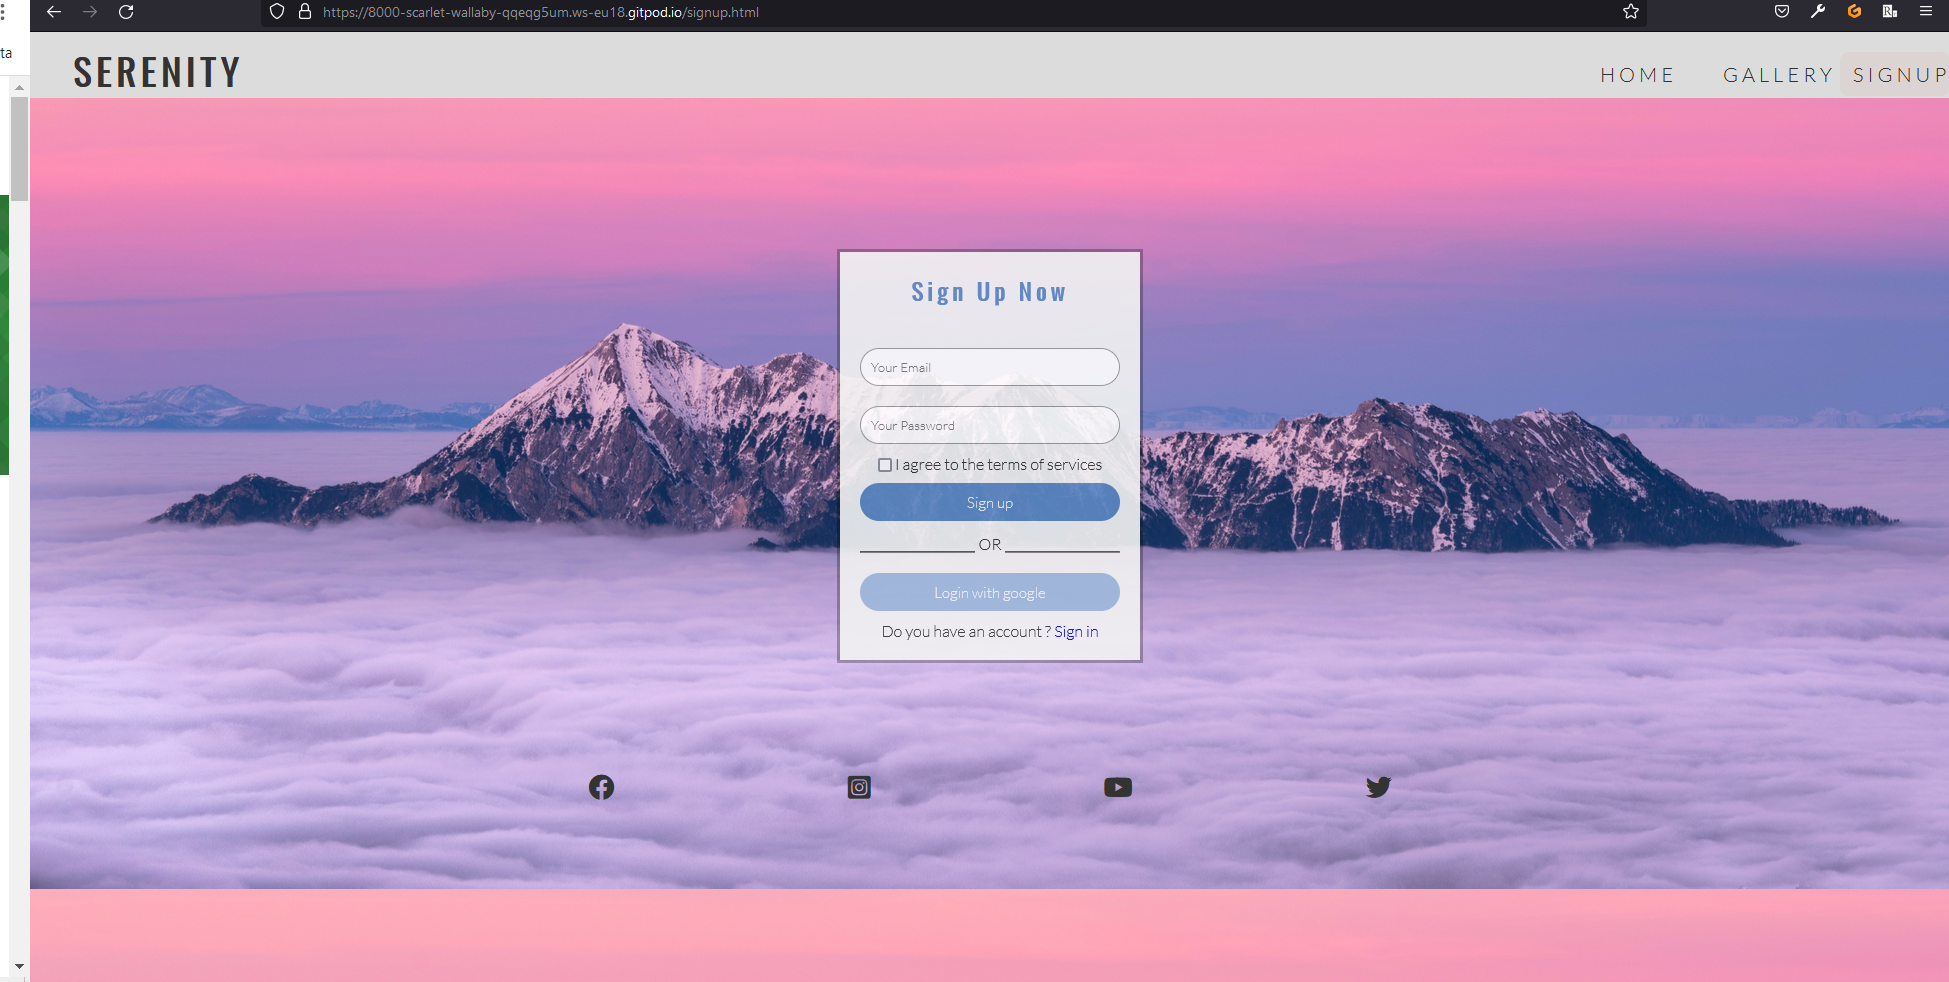 https://8000-scarlet-wallaby-qqeqg5um.ws-eu18.gitpod.io/signup.html
ta
SERENITY
HOME GALLERY SIGNUP
Sign Up Now
Your Email
Your Password
I agree to the terms of services
Sign up
OR
Login with google
Do you have an account ? Sign in